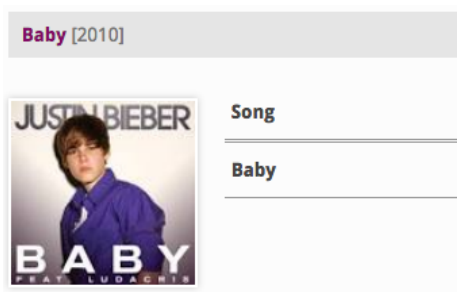 Baby [2010]
JUSTIN BIEBER
Song
Baby
BABY
FEAT. LUDACRIS